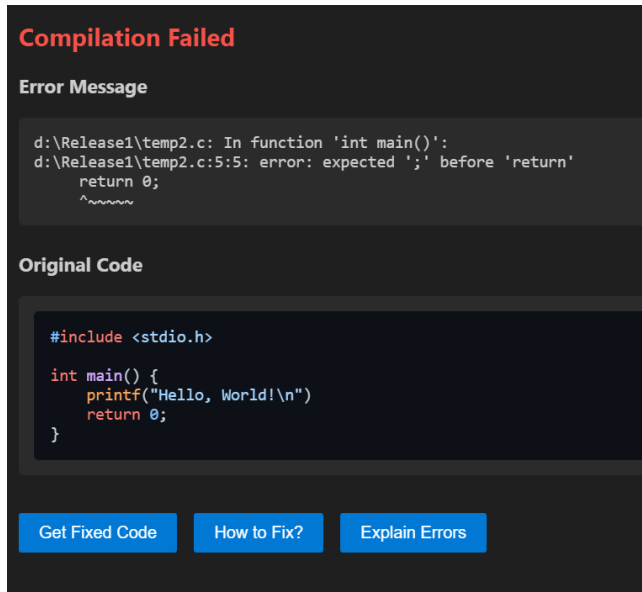 Compilation Failed
Error Message
d:\Release1\temp2.c: In function 'int main()':
d:\Release1\temp2.c:5:5: error: expected ';' before 'return'
     return 0;
     ^~~~~~
Original Code
#include <stdio.h>

int main() {
    printf("Hello, World!\n")
    return 0;
}
Get Fixed Code How to Fix? Explain Errors